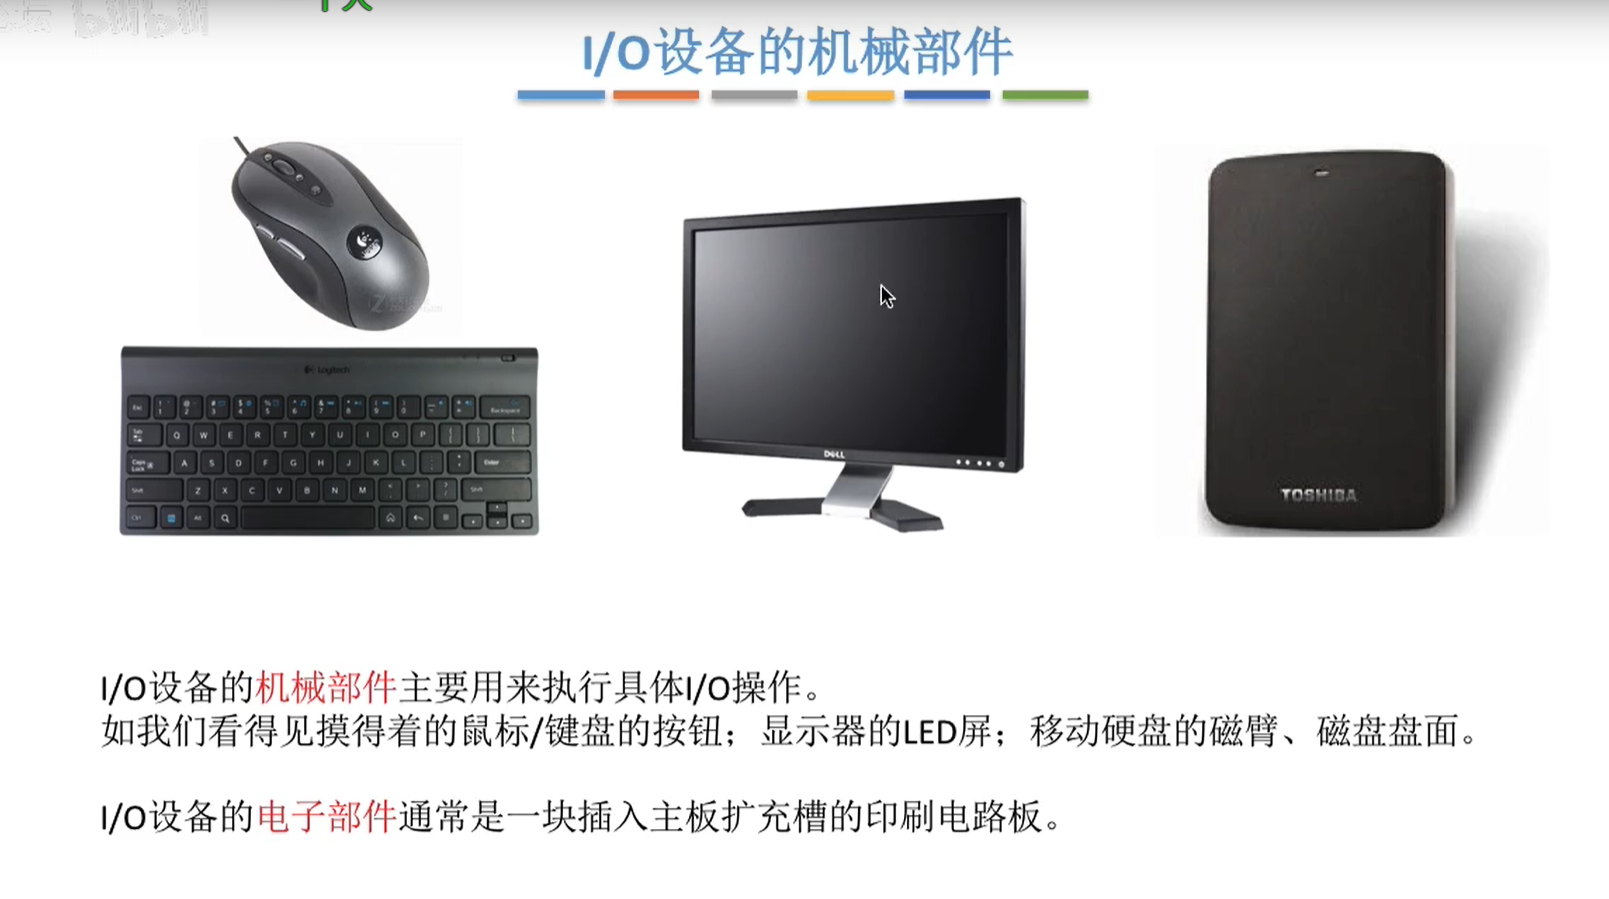 bilibili
I/O设备的机械部件
Logitech
DELL
TOSHIBA
I/O设备的机械部件主要用来执行具体I/O操作。
如我们看得见摸得着的鼠标/键盘的按钮；显示器的LED屏；移动硬盘的磁臂、磁盘盘面。
I/O设备的电子部件通常是一块插入主板扩充槽的印刷电路板。